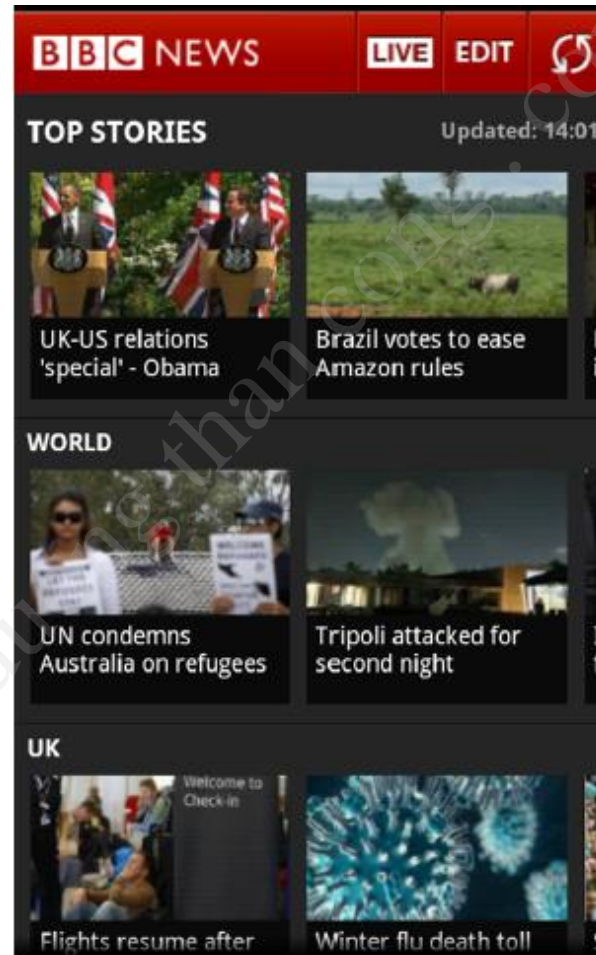 BBC NEWS LIVE EDIT
TOP STORIES Updated: 14:01
UK-US relations
'special' - Obama
Brazil votes to ease
Amazon rules
WORLD
WELCOME
REFUGEES
UN condemns
Australia on refugees
Tripoli attacked for
second night
UK
Welcome to
Check-in
Flights resume after
Winter flu death toll